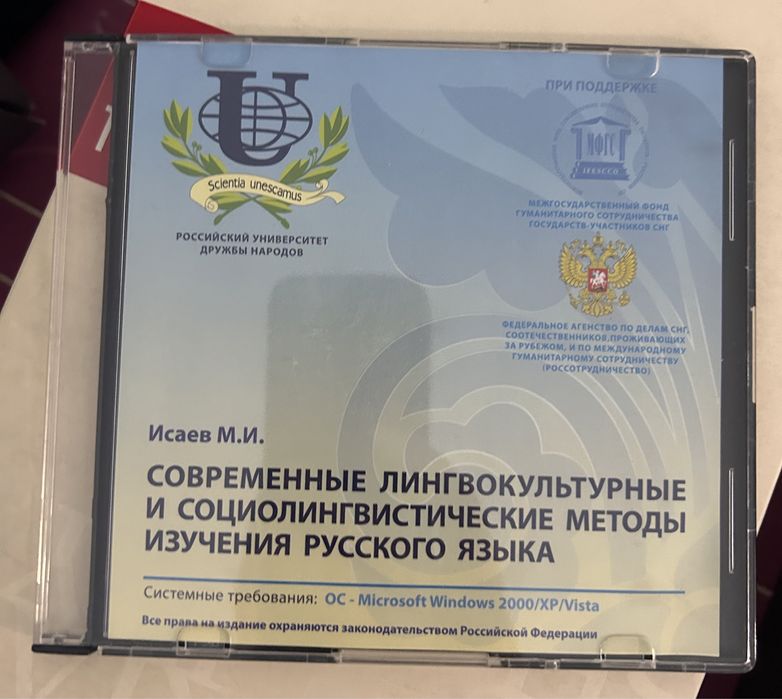 Scientia unescamus
РОССИЙСКИЙ УНИВЕРСИТЕТ
ДРУЖБЫ НАРОДОВ
ПРИ ПОДДЕРЖКЕ
МФГС
IFESCCO
МЕЖГОСУДАРСТВЕННЫЙ ФОНД
ГУМАНИТАРНОГО СОТРУДНИЧЕСТВА
ГОСУДАРСТВ-УЧАСТНИКОВ СНГ
ФЕДЕРАЛЬНОЕ АГЕНСТВО ПО ДЕЛАМ СНГ,
СООТЕЧЕСТВЕННИКОВ,ПРОЖИВАЮЩИХ
ЗА РУБЕЖОМ, И ПО МЕЖДУНАРОДНОМУ
ГУМАНИТАРНОМУ СОТРУДНИЧЕСТВУ
(РОССОТРУДНИЧЕСТВО)
Исаев М.И.
СОВРЕМЕННЫЕ ЛИНГВОКУЛЬТУРНЫЕ
И СОЦИОЛИНГВИСТИЧЕСКИЕ МЕТОДЫ
ИЗУЧЕНИЯ РУССКОГО ЯЗЫКА
Системные требования: ОС - Microsoft Windows 2000/XP/Vista
Все права на издание охраняются законодательством Российской Федерации